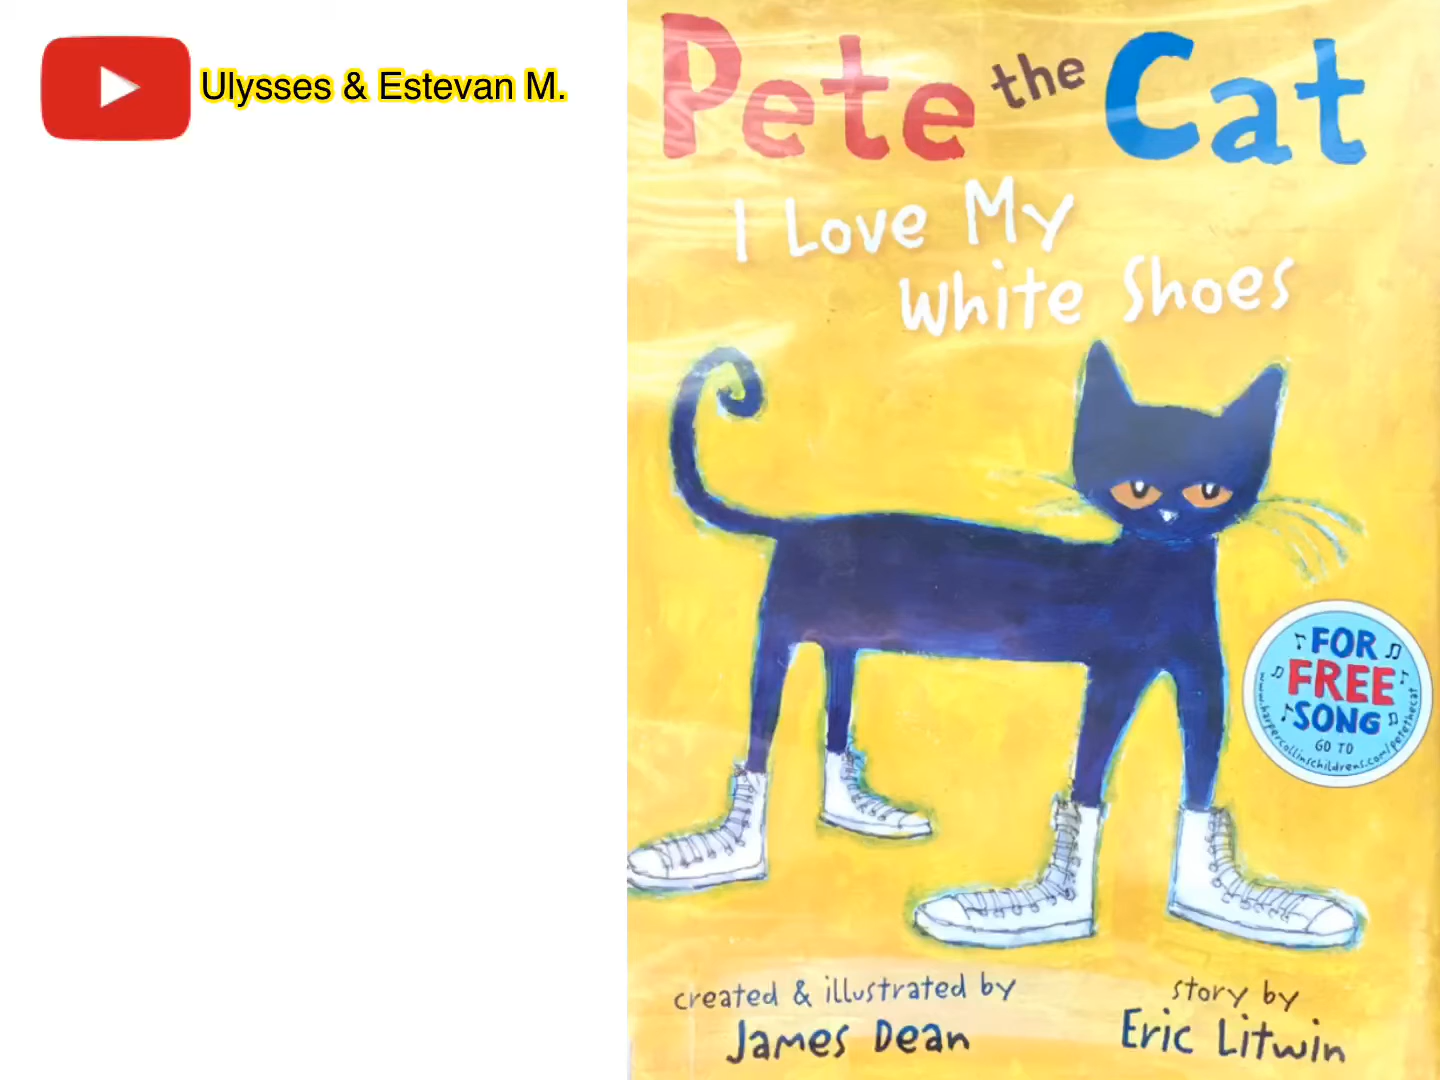 Ulysses & Estevan M.
Pete the Cat
I Love My
White Shoes
FOR
FREE
SONG
GO TO
www.harpercollinschildrens.com/petethecat
created & illustrated by
James Dean
story by
Eric Litwin